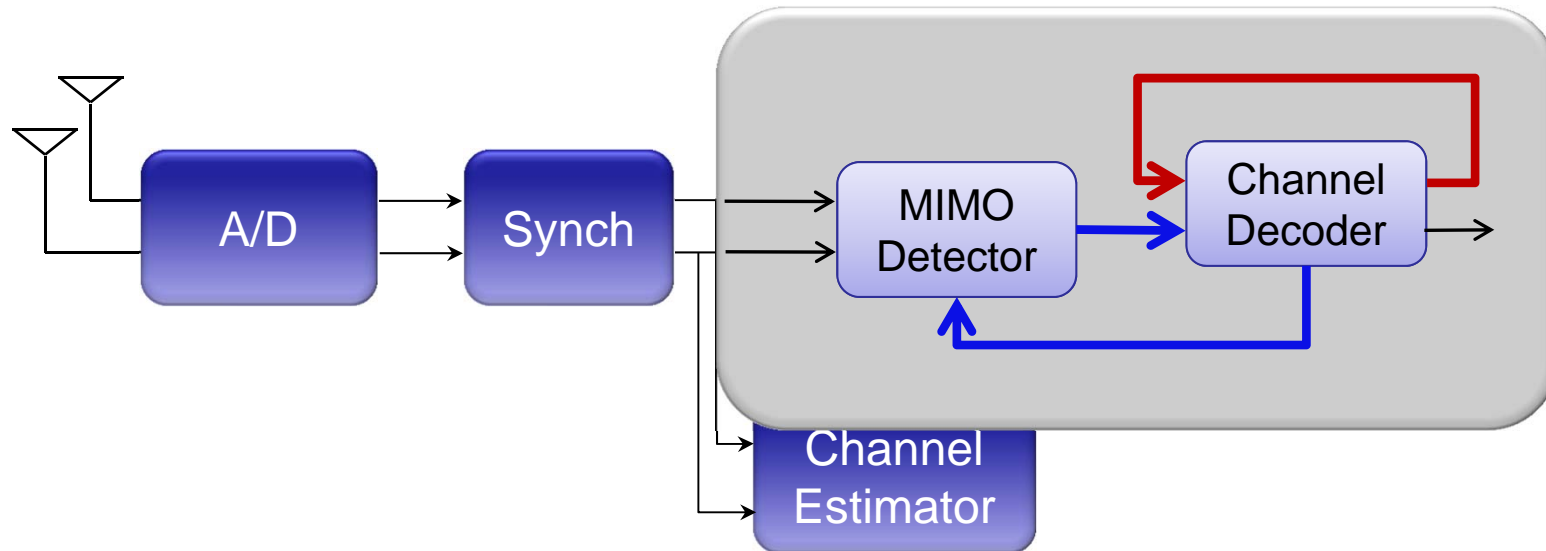 A/D
Synch
MIMO
Detector
Channel
Decoder
Channel
Estimator